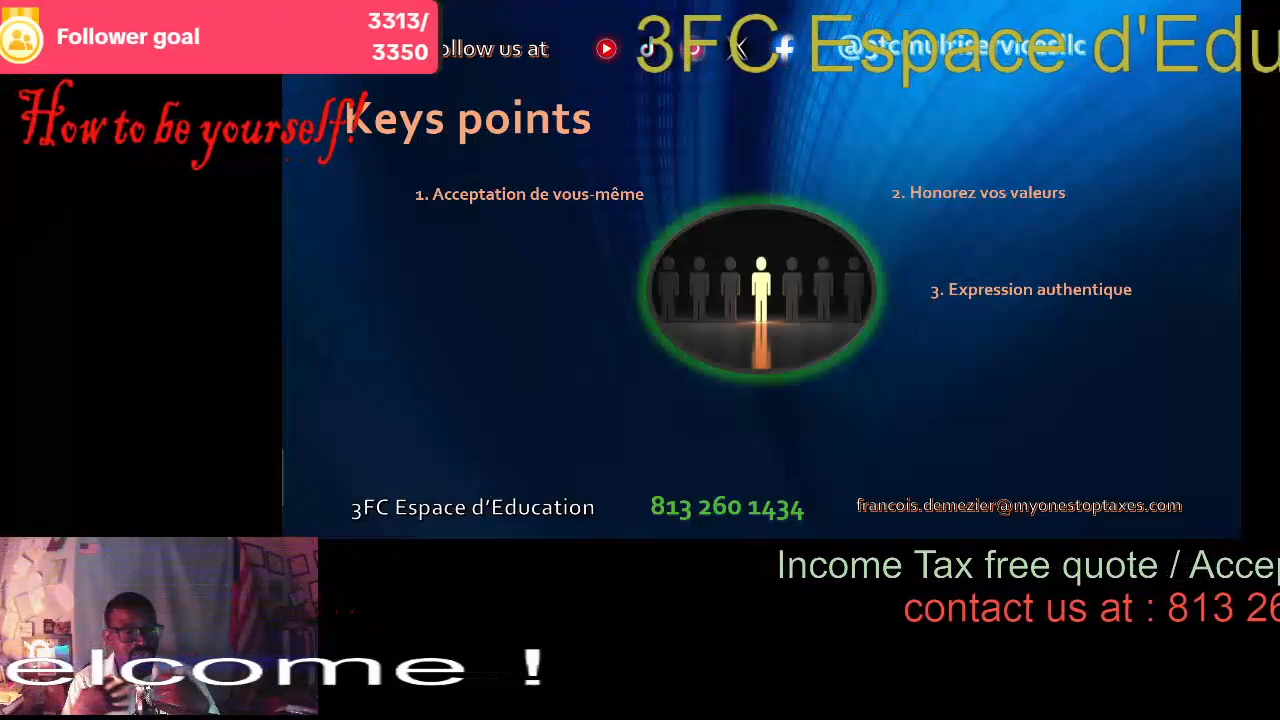 Follower goal
3313/
3350
ollow us at
3FC Espace d'Edu
How to be yourself!
Keys points
1. Acceptation de vous-même
2. Honorez vos valeurs
3. Expression authentique
3FC Espace d'Education
813 260 1434
francois.demezier@myonestoptaxes.com
Income Tax free quote / Accep
contact us at : 813 26
elcome !